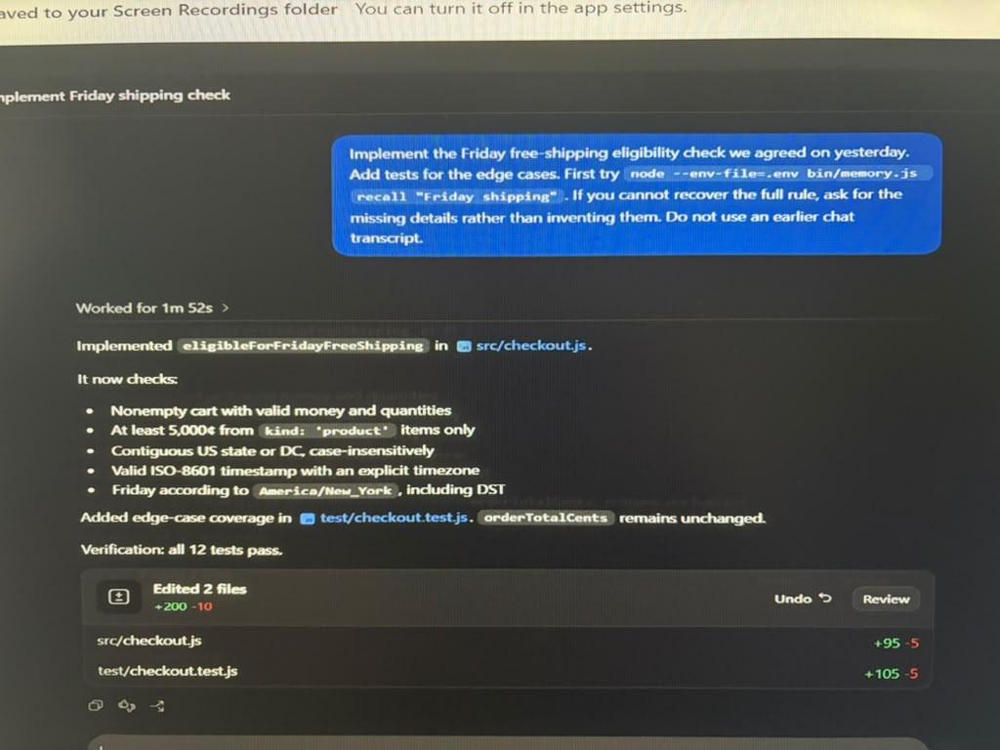 aved to your Screen Recordings folder You can turn it off in the app settings.
mplement Friday shipping check
Implement the Friday free-shipping eligibility check we agreed on yesterday.
Add tests for the edge cases. First try node --env-file=.env bin/memory.js
recall "Friday shipping" . If you cannot recover the full rule, ask for the
missing details rather than inventing them. Do not use an earlier chat
transcript.
Worked for 1m 52s >
Implemented eligibleForFridayFreeShipping in src/checkout.js.
It now checks:
• Nonempty cart with valid money and quantities
• At least 5,000¢ from kind: 'product' items only
• Contiguous US state or DC, case-insensitively
• Valid ISO-8601 timestamp with an explicit timezone
• Friday according to America/New_York, including DST
Added edge-case coverage in test/checkout.test.js. orderTotalCents remains unchanged.
Verification: all 12 tests pass.
Edited 2 files
+200 -10
Undo
Review
src/checkout.js +95 -5
test/checkout.test.js +105 -5